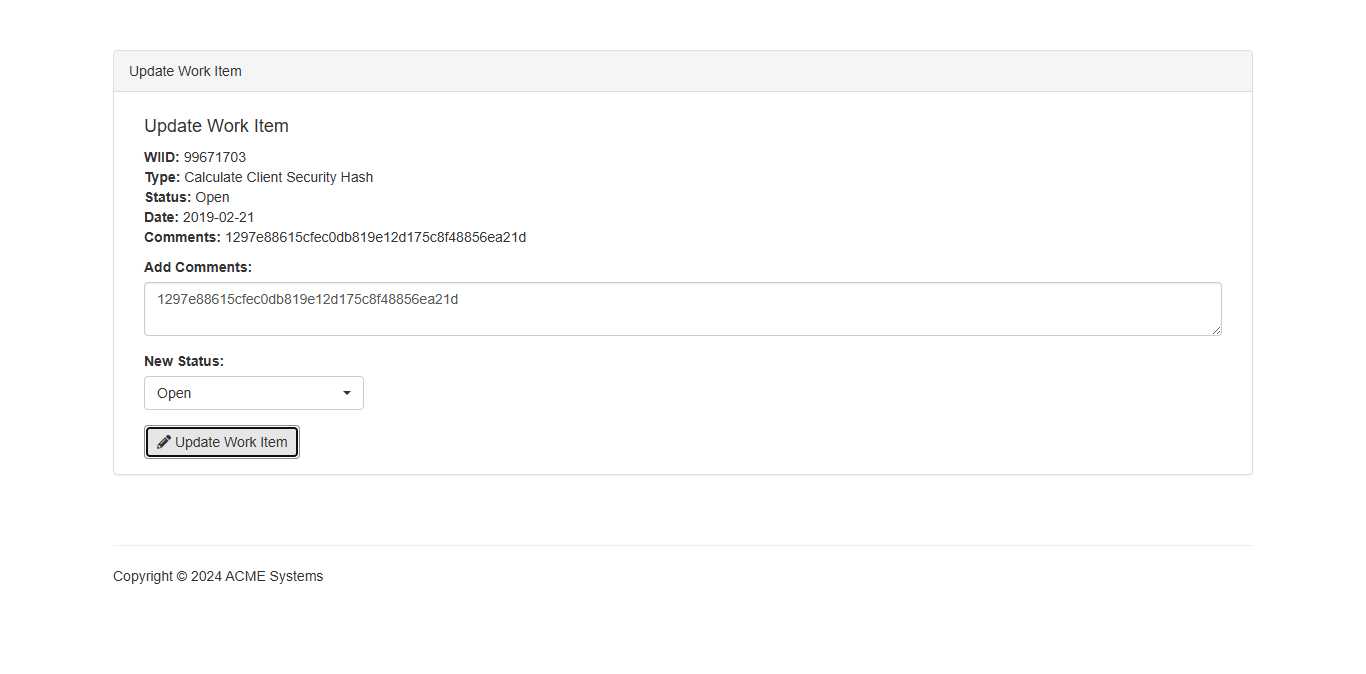 Update Work Item
Update Work Item
WIID: 99671703
Type: Calculate Client Security Hash
Status: Open
Date: 2019-02-21
Comments: 1297e88615cfec0db819e12d175c8f48856ea21d
Add Comments:
1297e88615cfec0db819e12d175c8f48856ea21d
New Status:
Open
Update Work Item
Copyright © 2024 ACME Systems